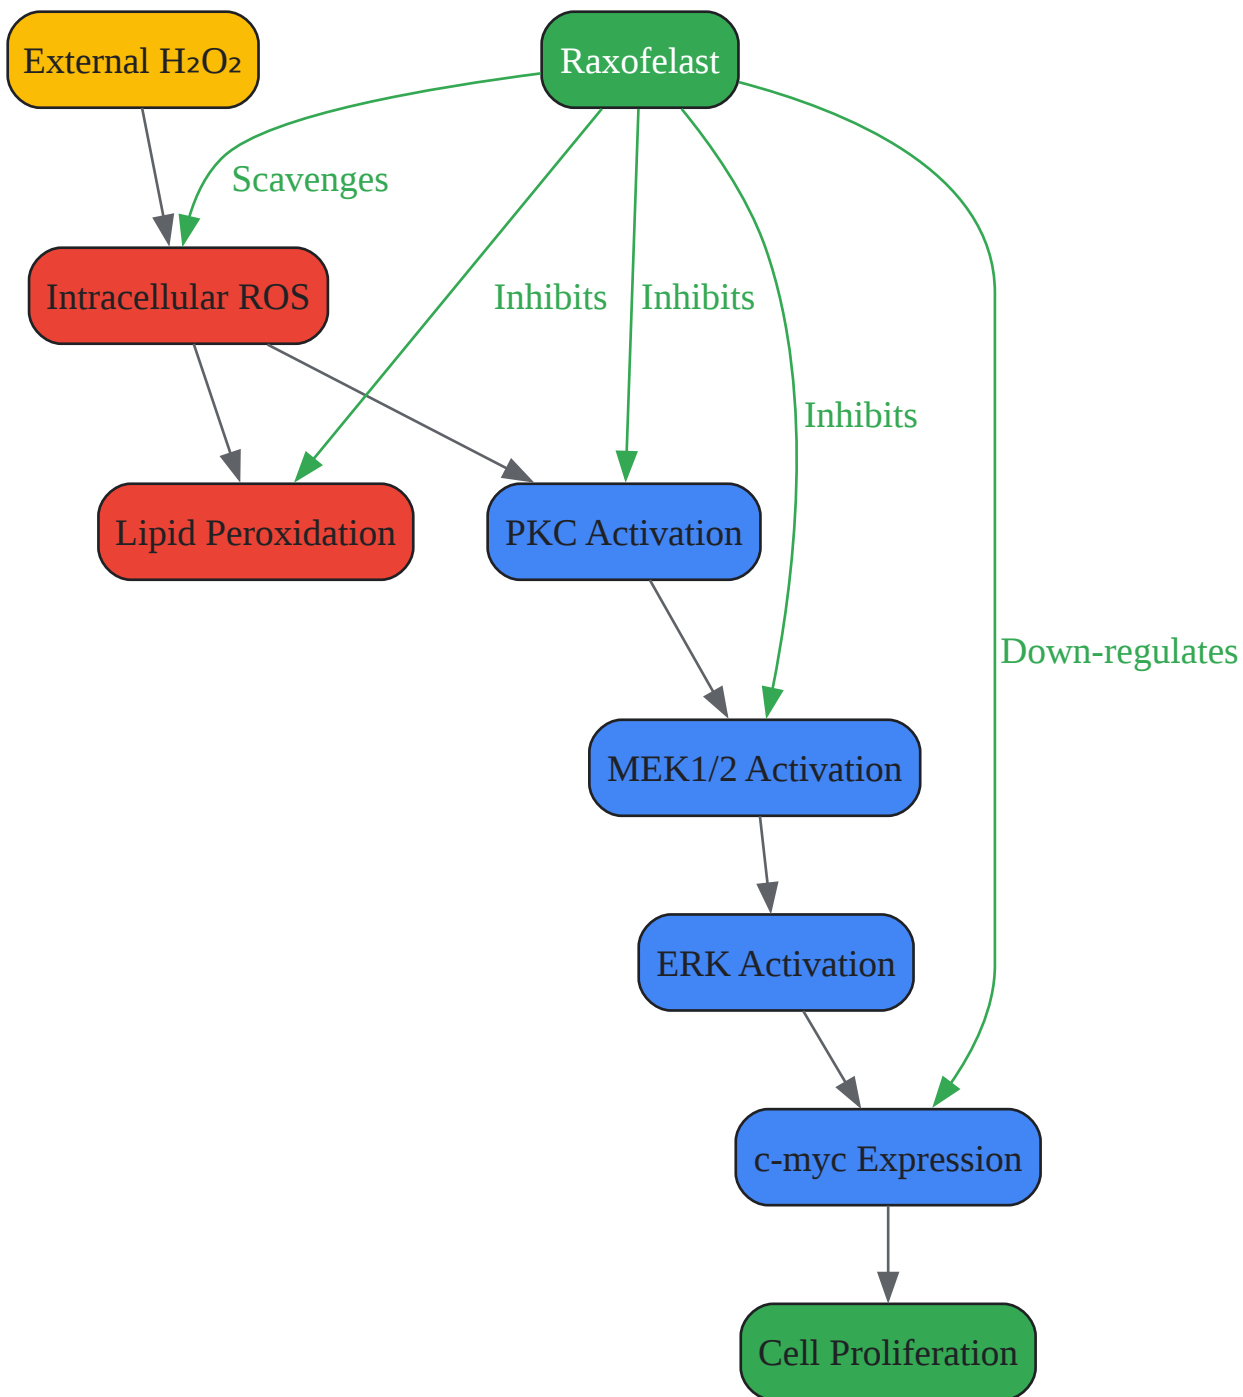 External H₂O₂
Raxofelast
Scavenges
Intracellular ROS
Inhibits
Inhibits
Inhibits
Lipid Peroxidation
PKC Activation
Down-regulates
MEK1/2 Activation
ERK Activation
c-myc Expression
Cell Proliferation